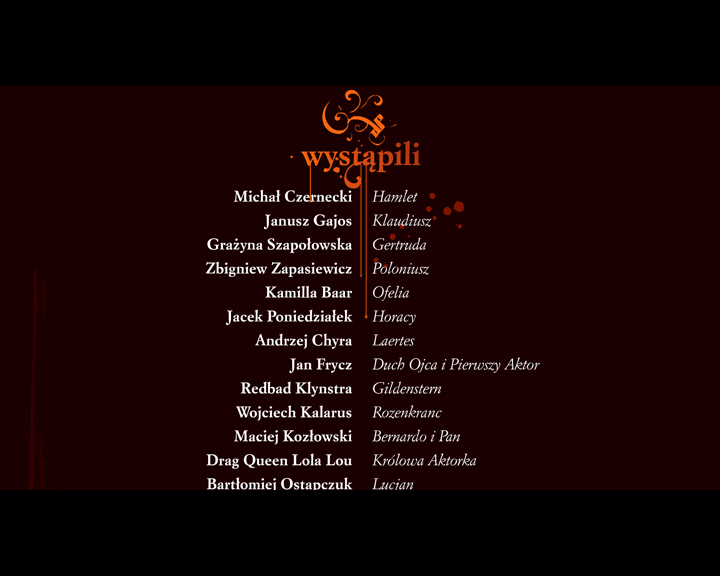 wystąpili
Michał Czernecki Hamlet
Janusz Gajos Klaudiusz
Grażyna Szapołowska Gertruda
Zbigniew Zapasiewicz Poloniusz
Kamilla Baar Ofelia
Jacek Poniedziałek Horacy
Andrzej Chyra Laertes
Jan Frycz Duch Ojca i Pierwszy Aktor
Redbad Klynstra Gildenstern
Wojciech Kalarus Rozenkranc
Maciej Kozłowski Bernardo i Pan
Drag Queen Lola Lou Królowa Aktorka
Bartłomiej Ostapczuk Lucjan